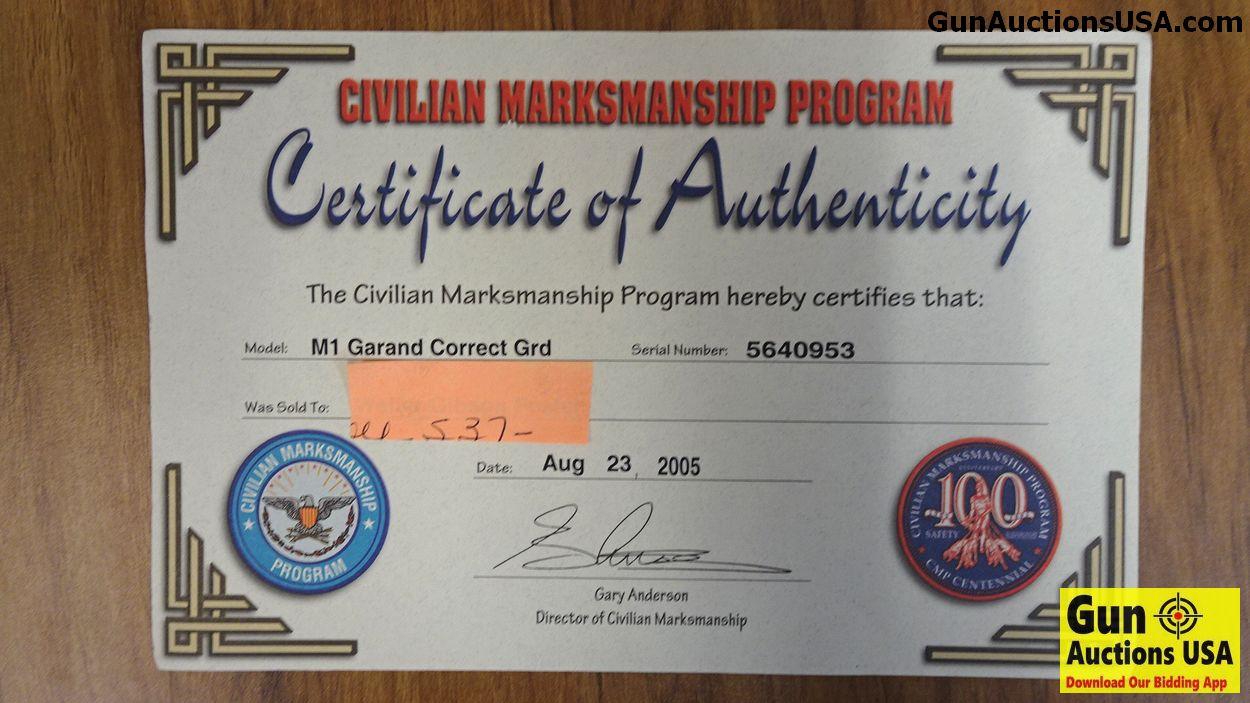 GunAuctionsUSA.com
CIVILIAN MARKSMANSHIP PROGRAM
Certificate of Authenticity
The Civilian Marksmanship Program hereby certifies that:
Model: M1 Garand Correct Grd Serial Number: 5640953
Was Sold To:
537-
Date: Aug 23, 2005
CIVILIAN MARKSMANSHIP
PROGRAM
CIVILIAN MARKSMANSHIP PROGRAM
100
SAFETY
CMP CENTENNIAL
Gary Anderson
Director of Civilian Marksmanship
Gun
Auctions USA
Download Our Bidding App